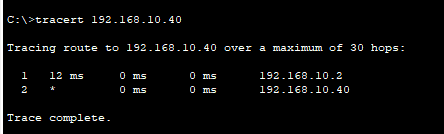 C:\>tracert 192.168.10.40
Tracing route to 192.168.10.40 over a maximum of 30 hops:
1 12 ms 0 ms 0 ms 192.168.10.2
2 * 0 ms 0 ms 192.168.10.40
Trace complete.